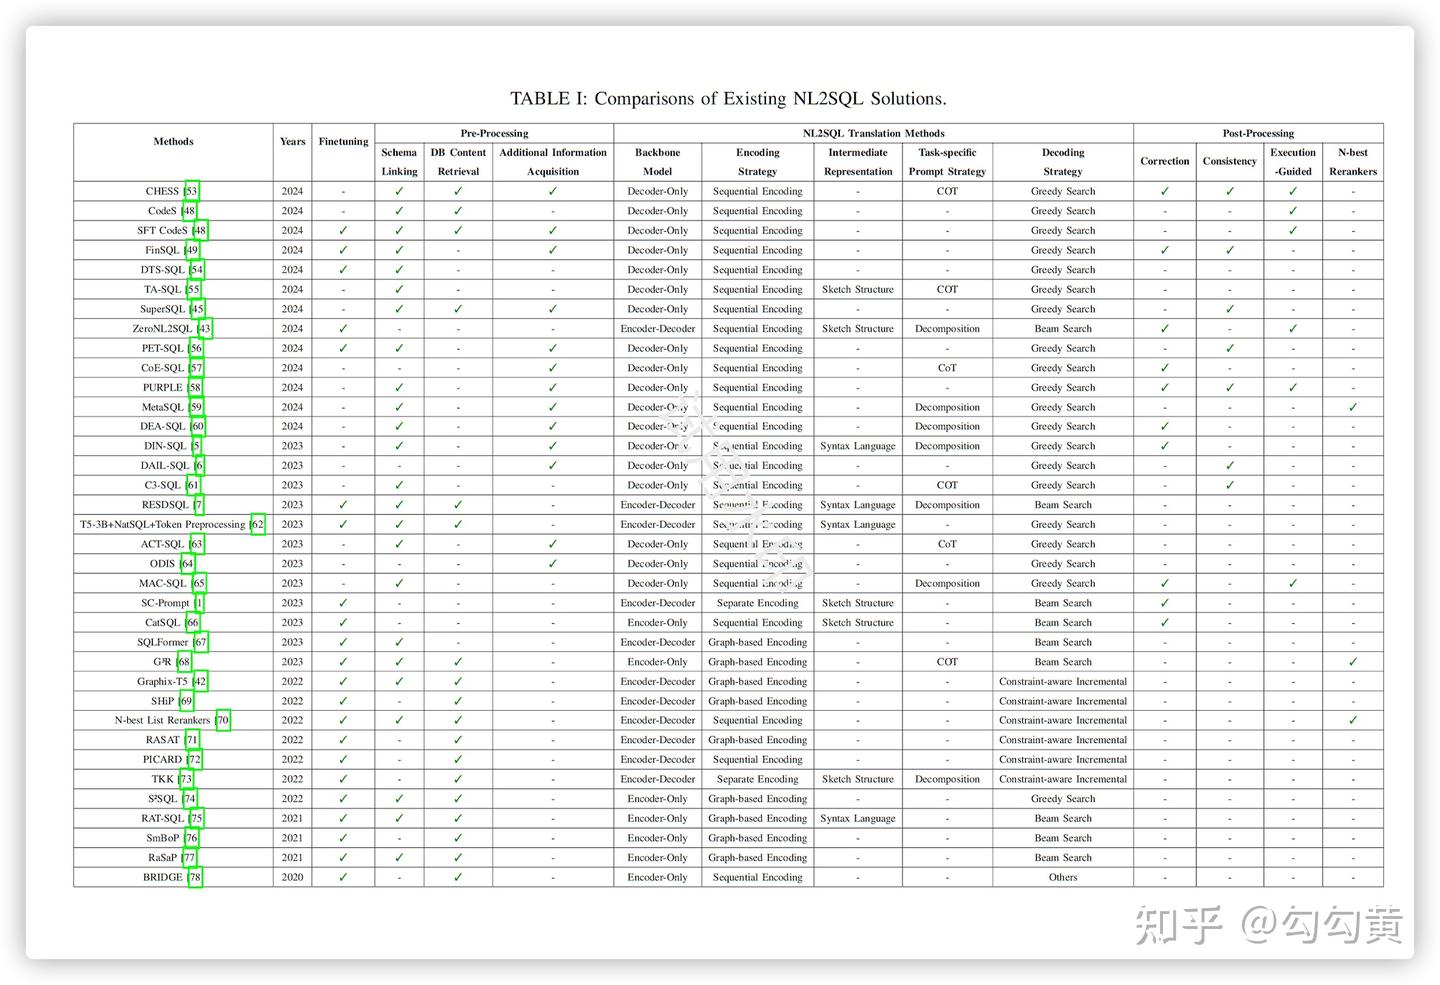 TABLE I: Comparisons of Existing NL2SQL Solutions.
Methods Years Finetuning Pre-Processing NL2SQL Translation Methods Post-Processing
Schema Linking DB Content Retrieval Additional Information Acquisition Backbone Model Encoding Strategy Intermediate Representation Task-specific Prompt Strategy Decoding Strategy Correction Consistency Execution -Guided N-best Rerankers
CHESS [53 2024 - ✓ ✓ ✓ Decoder-Only Sequential Encoding - COT Greedy Search ✓ ✓ ✓ -
CodeS [48 2024 - ✓ ✓ - Decoder-Only Sequential Encoding - - Greedy Search - - ✓ -
SFT CodeS [48 2024 ✓ ✓ ✓ ✓ Decoder-Only Sequential Encoding - - Greedy Search - - ✓ -
FinSQL [49 2024 ✓ ✓ - ✓ Decoder-Only Sequential Encoding - - Greedy Search ✓ ✓ - -
DTS-SQL [54 2024 ✓ ✓ - - Decoder-Only Sequential Encoding - - Greedy Search - - - -
TA-SQL [55 2024 - ✓ - - Decoder-Only Sequential Encoding Sketch Structure COT Greedy Search - - - -
SuperSQL [45 2024 - ✓ ✓ ✓ Decoder-Only Sequential Encoding - - Greedy Search - ✓ - -
ZeroNL2SQL [43 2024 ✓ - - - Encoder-Decoder Sequential Encoding Sketch Structure Decomposition Beam Search ✓ - ✓ -
PET-SQL [56 2024 ✓ ✓ - ✓ Decoder-Only Sequential Encoding - - Greedy Search - ✓ - -
CoE-SQL [57 2024 - - - ✓ Decoder-Only Sequential Encoding - CoT Greedy Search ✓ - - -
PURPLE [58 2024 - ✓ - ✓ Decoder-Only Sequential Encoding - - Greedy Search ✓ ✓ ✓ -
MetaSQL [59 2024 - ✓ - ✓ Decoder-Only Sequential Encoding - Decomposition Greedy Search - - - ✓
DEA-SQL [60 2024 - ✓ - ✓ Decoder-Only Sequential Encoding - Decomposition Greedy Search ✓ - - -
DIN-SQL [5 2023 - ✓ - ✓ Decoder-Only Sequential Encoding Syntax Language Decomposition Greedy Search ✓ - - -
DAIL-SQL [6 2023 - - - ✓ Decoder-Only Sequential Encoding - - Greedy Search - ✓ - -
C3-SQL [61 2023 - ✓ - - Decoder-Only Sequential Encoding - COT Greedy Search - ✓ - -
RESDSQL [7 2023 ✓ ✓ ✓ - Encoder-Decoder Sequential Encoding Syntax Language Decomposition Beam Search - - - -
T5-3B+NatSQL+Token Preprocessing [62 2023 ✓ ✓ ✓ - Encoder-Decoder Sequential Encoding Syntax Language - Greedy Search - - - -
ACT-SQL [63 2023 - ✓ - ✓ Decoder-Only Sequential Encoding - CoT Greedy Search - - - -
ODIS [64 2023 - - - ✓ Decoder-Only Sequential Encoding - - Greedy Search - - - -
MAC-SQL [65 2023 - ✓ - - Decoder-Only Sequential Encoding - Decomposition Greedy Search ✓ - ✓ -
SC-Prompt [1 2023 ✓ - - - Encoder-Decoder Separate Encoding Sketch Structure - Beam Search ✓ - - -
CatSQL [66 2023 ✓ - - - Encoder-Only Sequential Encoding Sketch Structure - Beam Search ✓ - - -
SQLFormer [67 2023 ✓ ✓ - - Encoder-Decoder Graph-based Encoding - - Beam Search - - - -
G³R [68 2023 ✓ ✓ ✓ - Encoder-Only Graph-based Encoding - COT Beam Search - - - ✓
Graphix-T5 [42 2022 ✓ ✓ ✓ - Encoder-Decoder Graph-based Encoding - - Constraint-aware Incremental - - - -
SHiP [69 2022 ✓ - ✓ - Encoder-Decoder Graph-based Encoding - - Constraint-aware Incremental - - - -
N-best List Rerankers [70 2022 ✓ ✓ ✓ - Encoder-Decoder Sequential Encoding - - Constraint-aware Incremental - - - ✓
RASAT [71 2022 ✓ - ✓ - Encoder-Decoder Graph-based Encoding - - Constraint-aware Incremental - - - -
PICARD [72 2022 ✓ - ✓ - Encoder-Decoder Sequential Encoding - - Constraint-aware Incremental - - - -
TKK [73 2022 ✓ - ✓ - Encoder-Decoder Separate Encoding Sketch Structure Decomposition Constraint-aware Incremental - - - -
S²SQL [74 2022 ✓ ✓ ✓ - Encoder-Only Graph-based Encoding - - Greedy Search - - - -
RAT-SQL [75 2021 ✓ ✓ ✓ - Encoder-Only Graph-based Encoding Syntax Language - Beam Search - - - -
SmBoP [76 2021 ✓ - ✓ - Encoder-Only Graph-based Encoding - - Beam Search - - - -
RaSaP [77 2021 ✓ ✓ ✓ - Encoder-Only Graph-based Encoding - - Beam Search - - - -
BRIDGE [78 2020 ✓ - ✓ - Encoder-Only Sequential Encoding - - Others - - - -
知乎 @勾勾黄